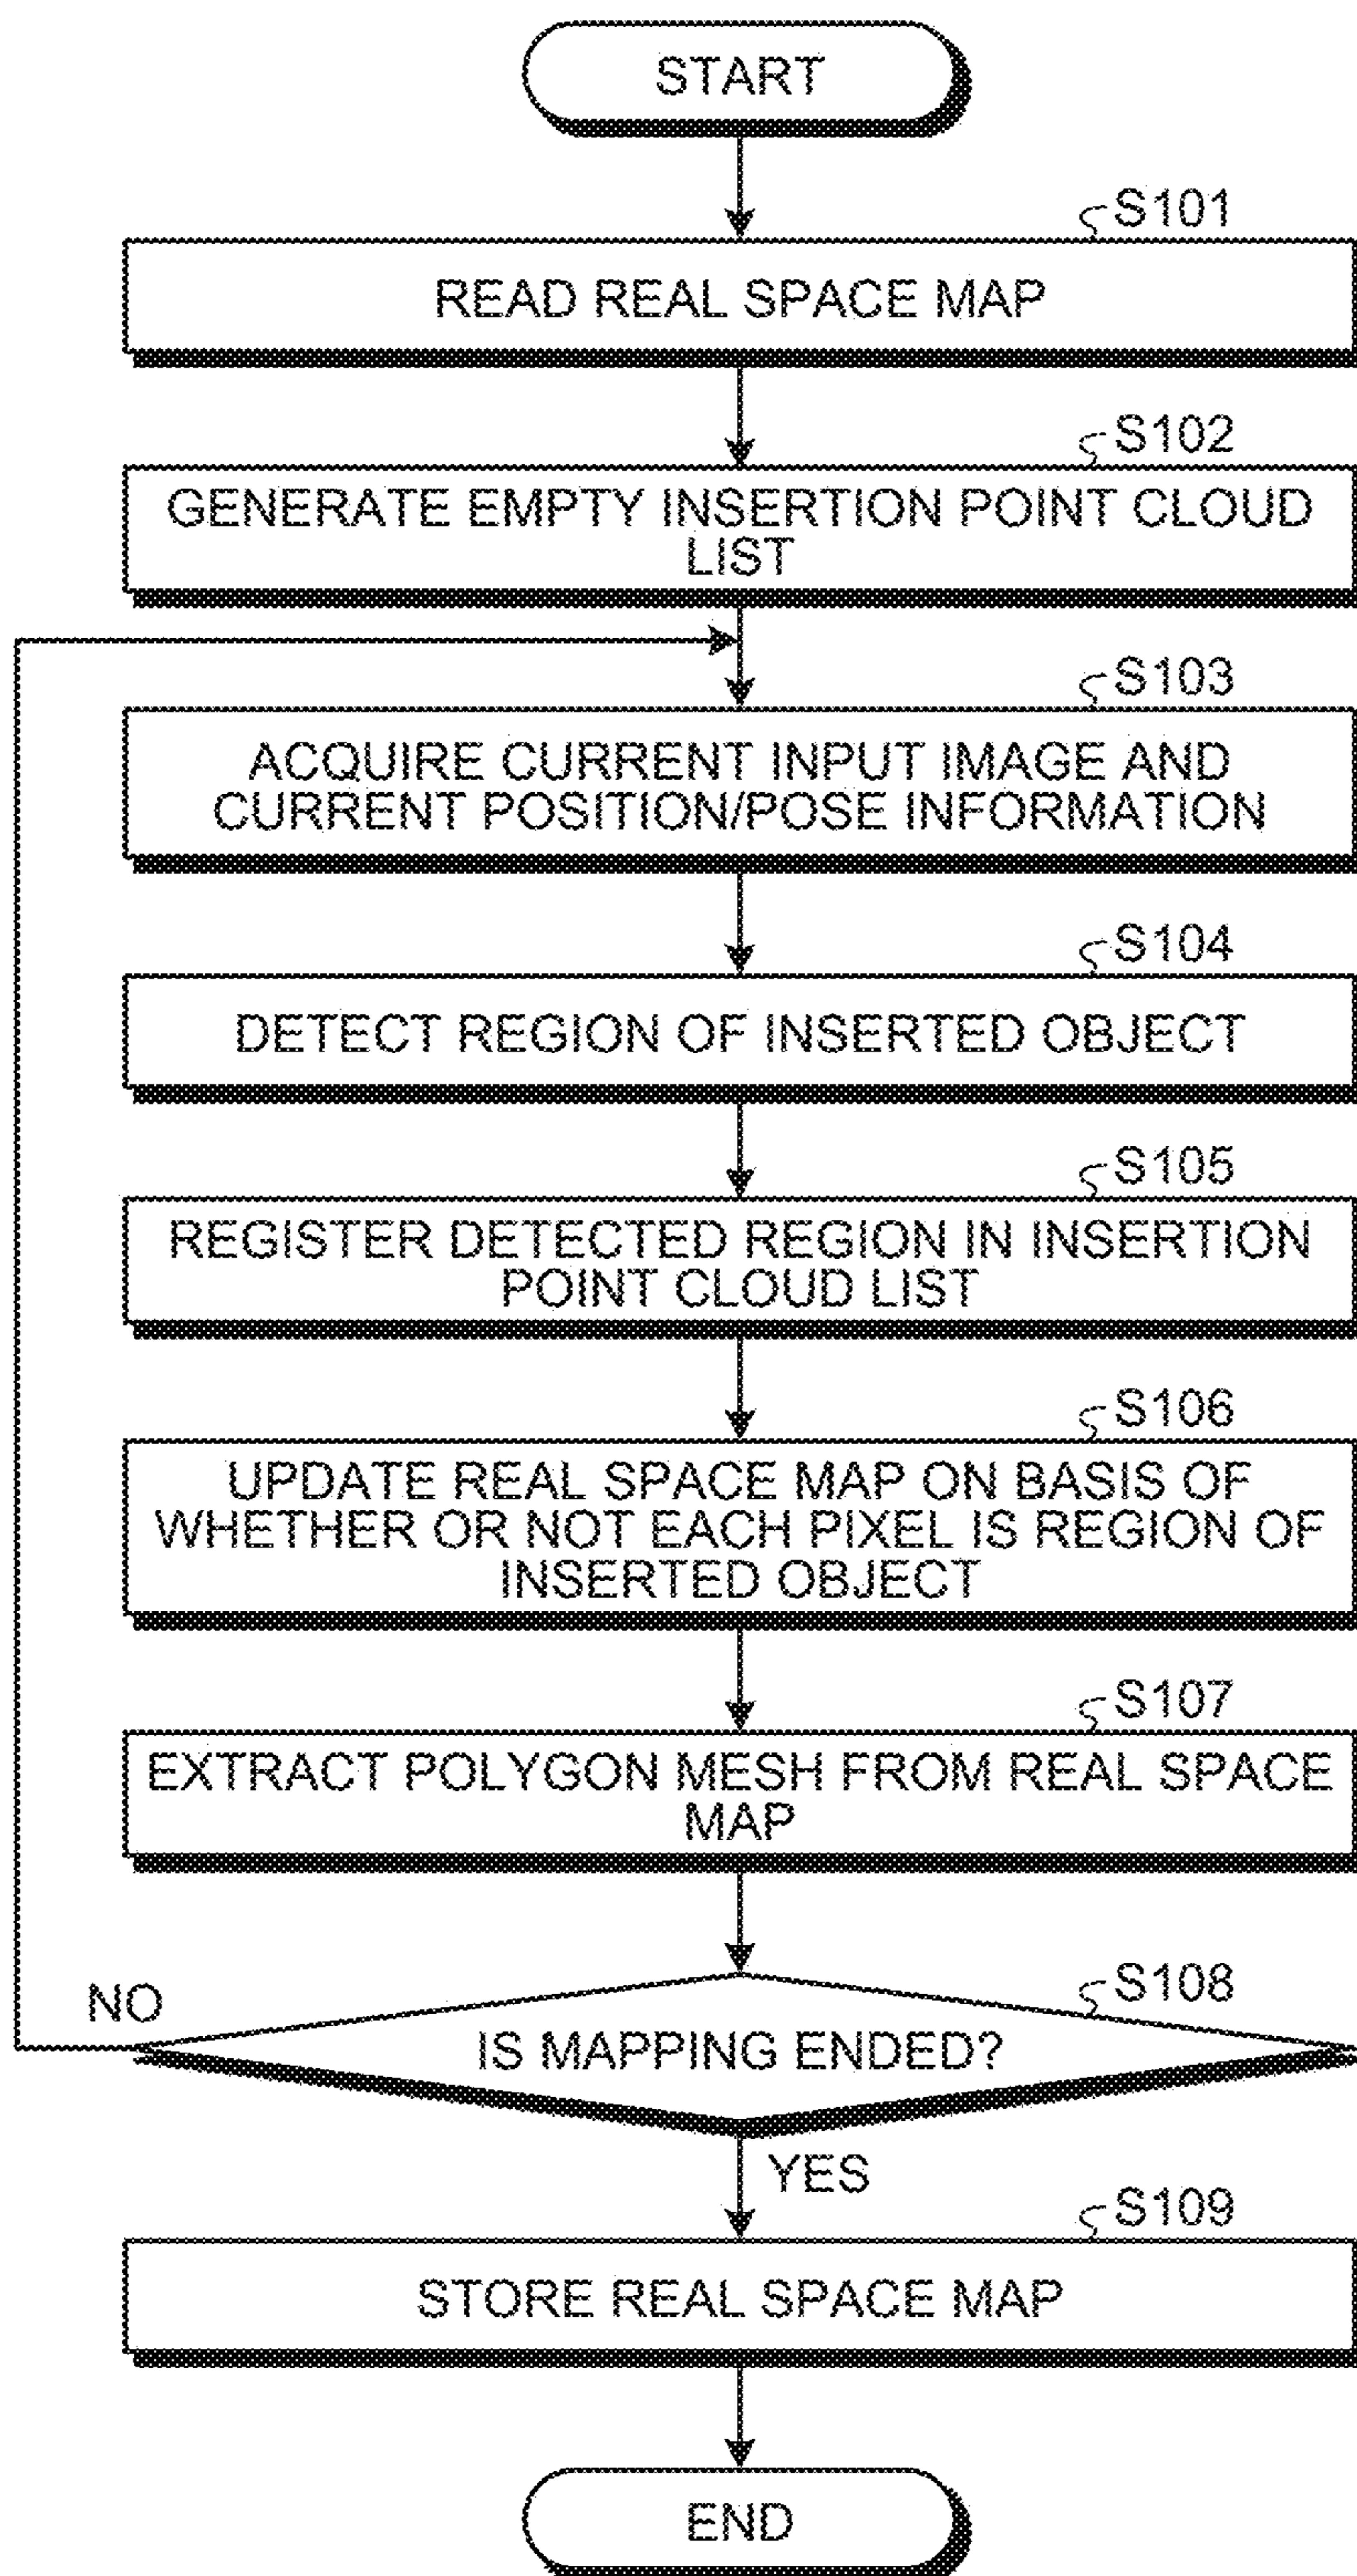 START
S101
READ REAL SPACE MAP
S102
GENERATE EMPTY INSERTION POINT CLOUD
LIST
S103
ACQUIRE CURRENT INPUT IMAGE AND
CURRENT POSITION/POSE INFORMATION
S104
DETECT REGION OF INSERTED OBJECT
S105
REGISTER DETECTED REGION IN INSERTION
POINT CLOUD LIST
S106
UPDATE REAL SPACE MAP ON BASIS OF
WHETHER OR NOT EACH PIXEL IS REGION OF
INSERTED OBJECT
S107
EXTRACT POLYGON MESH FROM REAL SPACE
MAP
S108
NO
IS MAPPING ENDED?
YES
S109
STORE REAL SPACE MAP
END